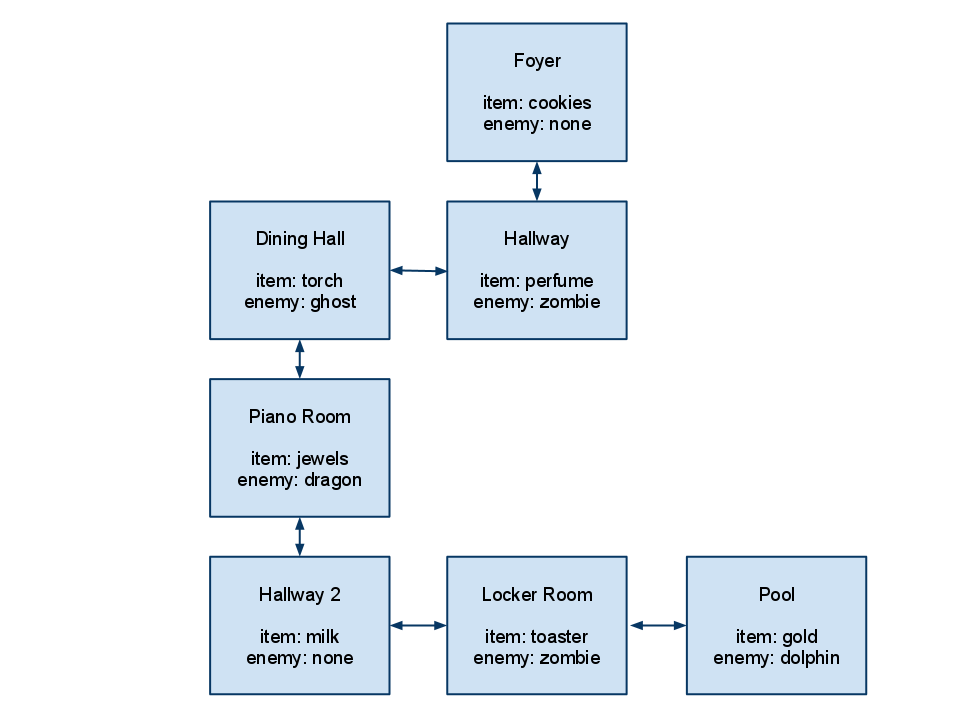 Foyer
item: cookies
enemy: none
Dining Hall
item: torch
enemy: ghost
Hallway
item: perfume
enemy: zombie
Piano Room
item: jewels
enemy: dragon
Hallway 2
item: milk
enemy: none
Locker Room
item: toaster
enemy: zombie
Pool
item: gold
enemy: dolphin